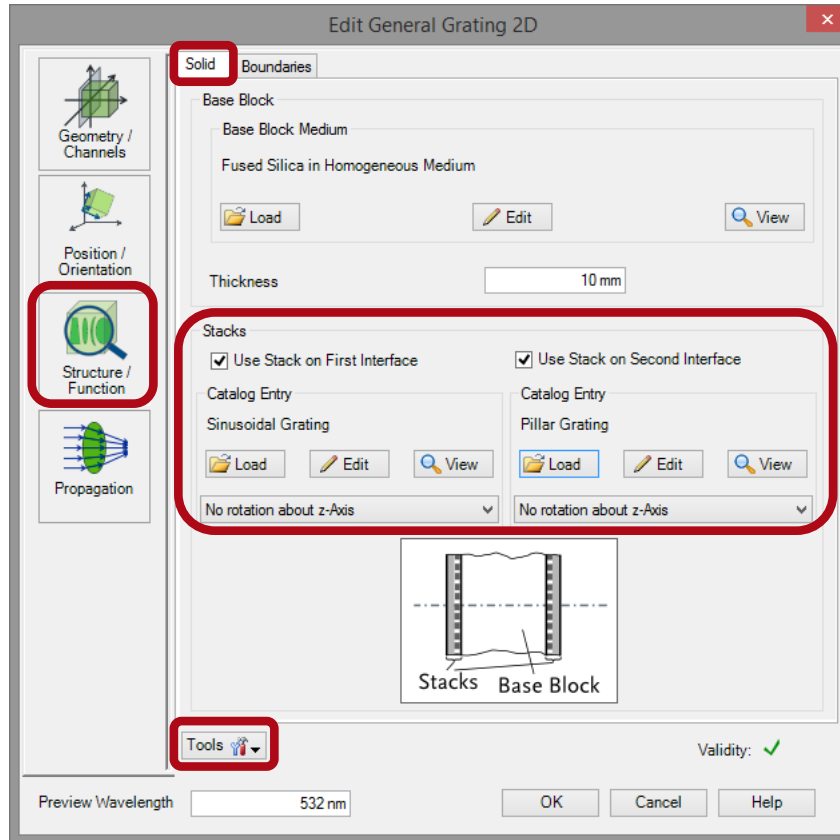 Edit General Grating 2D
Geometry /
Channels
Position /
Orientation
Structure /
Function
Propagation
Solid Boundaries
Base Block
Base Block Medium
Fused Silica in Homogeneous Medium
Load Edit View
Thickness 10 mm
Stacks
Use Stack on First Interface Use Stack on Second Interface
Catalog Entry Catalog Entry
Sinusoidal Grating Pillar Grating
Load Edit View Load Edit View
No rotation about z-Axis No rotation about z-Axis
Stacks Base Block
Tools Validity:
Preview Wavelength 532 nm OK Cancel Help